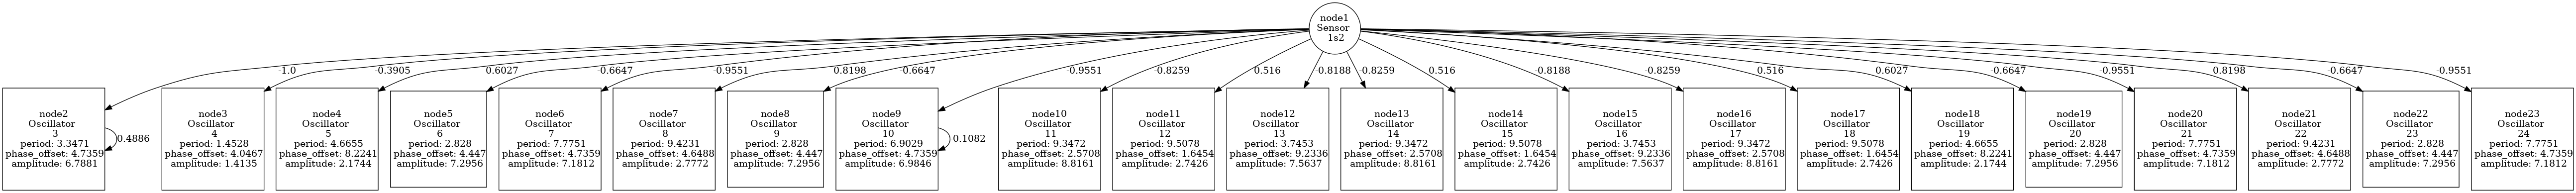 node1
Sensor
1s2
-1.0
-0.3905
0.6027
-0.6647
-0.9551
0.8198
-0.6647
-0.9551
-0.8259
0.516
-0.8188
-0.8259
0.516
-0.8188
-0.8259
0.516
0.6027
-0.6647
-0.9551
0.8198
-0.6647
-0.9551
node2
Oscillator
3
period: 3.3471
phase_offset: 4.7359
amplitude: 6.7881
0.4886
node3
Oscillator
4
period: 1.4528
phase_offset: 4.0467
amplitude: 1.4135
node4
Oscillator
5
period: 4.6655
phase_offset: 8.2241
amplitude: 2.1744
node5
Oscillator
6
period: 2.828
phase_offset: 4.447
amplitude: 7.2956
node6
Oscillator
7
period: 7.7751
phase_offset: 4.7359
amplitude: 7.1812
node7
Oscillator
8
period: 9.4231
phase_offset: 4.6488
amplitude: 2.7772
node8
Oscillator
9
period: 2.828
phase_offset: 4.447
amplitude: 7.2956
node9
Oscillator
10
period: 6.9029
phase_offset: 4.7359
amplitude: 6.9846
-0.1082
node10
Oscillator
11
period: 9.3472
phase_offset: 2.5708
amplitude: 8.8161
node11
Oscillator
12
period: 9.5078
phase_offset: 1.6454
amplitude: 2.7426
node12
Oscillator
13
period: 3.7453
phase_offset: 9.2336
amplitude: 7.5637
node13
Oscillator
14
period: 9.3472
phase_offset: 2.5708
amplitude: 8.8161
node14
Oscillator
15
period: 9.5078
phase_offset: 1.6454
amplitude: 2.7426
node15
Oscillator
16
period: 3.7453
phase_offset: 9.2336
amplitude: 7.5637
node16
Oscillator
17
period: 9.3472
phase_offset: 2.5708
amplitude: 8.8161
node17
Oscillator
18
period: 9.5078
phase_offset: 1.6454
amplitude: 2.7426
node18
Oscillator
19
period: 4.6655
phase_offset: 8.2241
amplitude: 2.1744
node19
Oscillator
20
period: 2.828
phase_offset: 4.447
amplitude: 7.2956
node20
Oscillator
21
period: 7.7751
phase_offset: 4.7359
amplitude: 7.1812
node21
Oscillator
22
period: 9.4231
phase_offset: 4.6488
amplitude: 2.7772
node22
Oscillator
23
period: 2.828
phase_offset: 4.447
amplitude: 7.2956
node23
Oscillator
24
period: 7.7751
phase_offset: 4.7359
amplitude: 7.1812